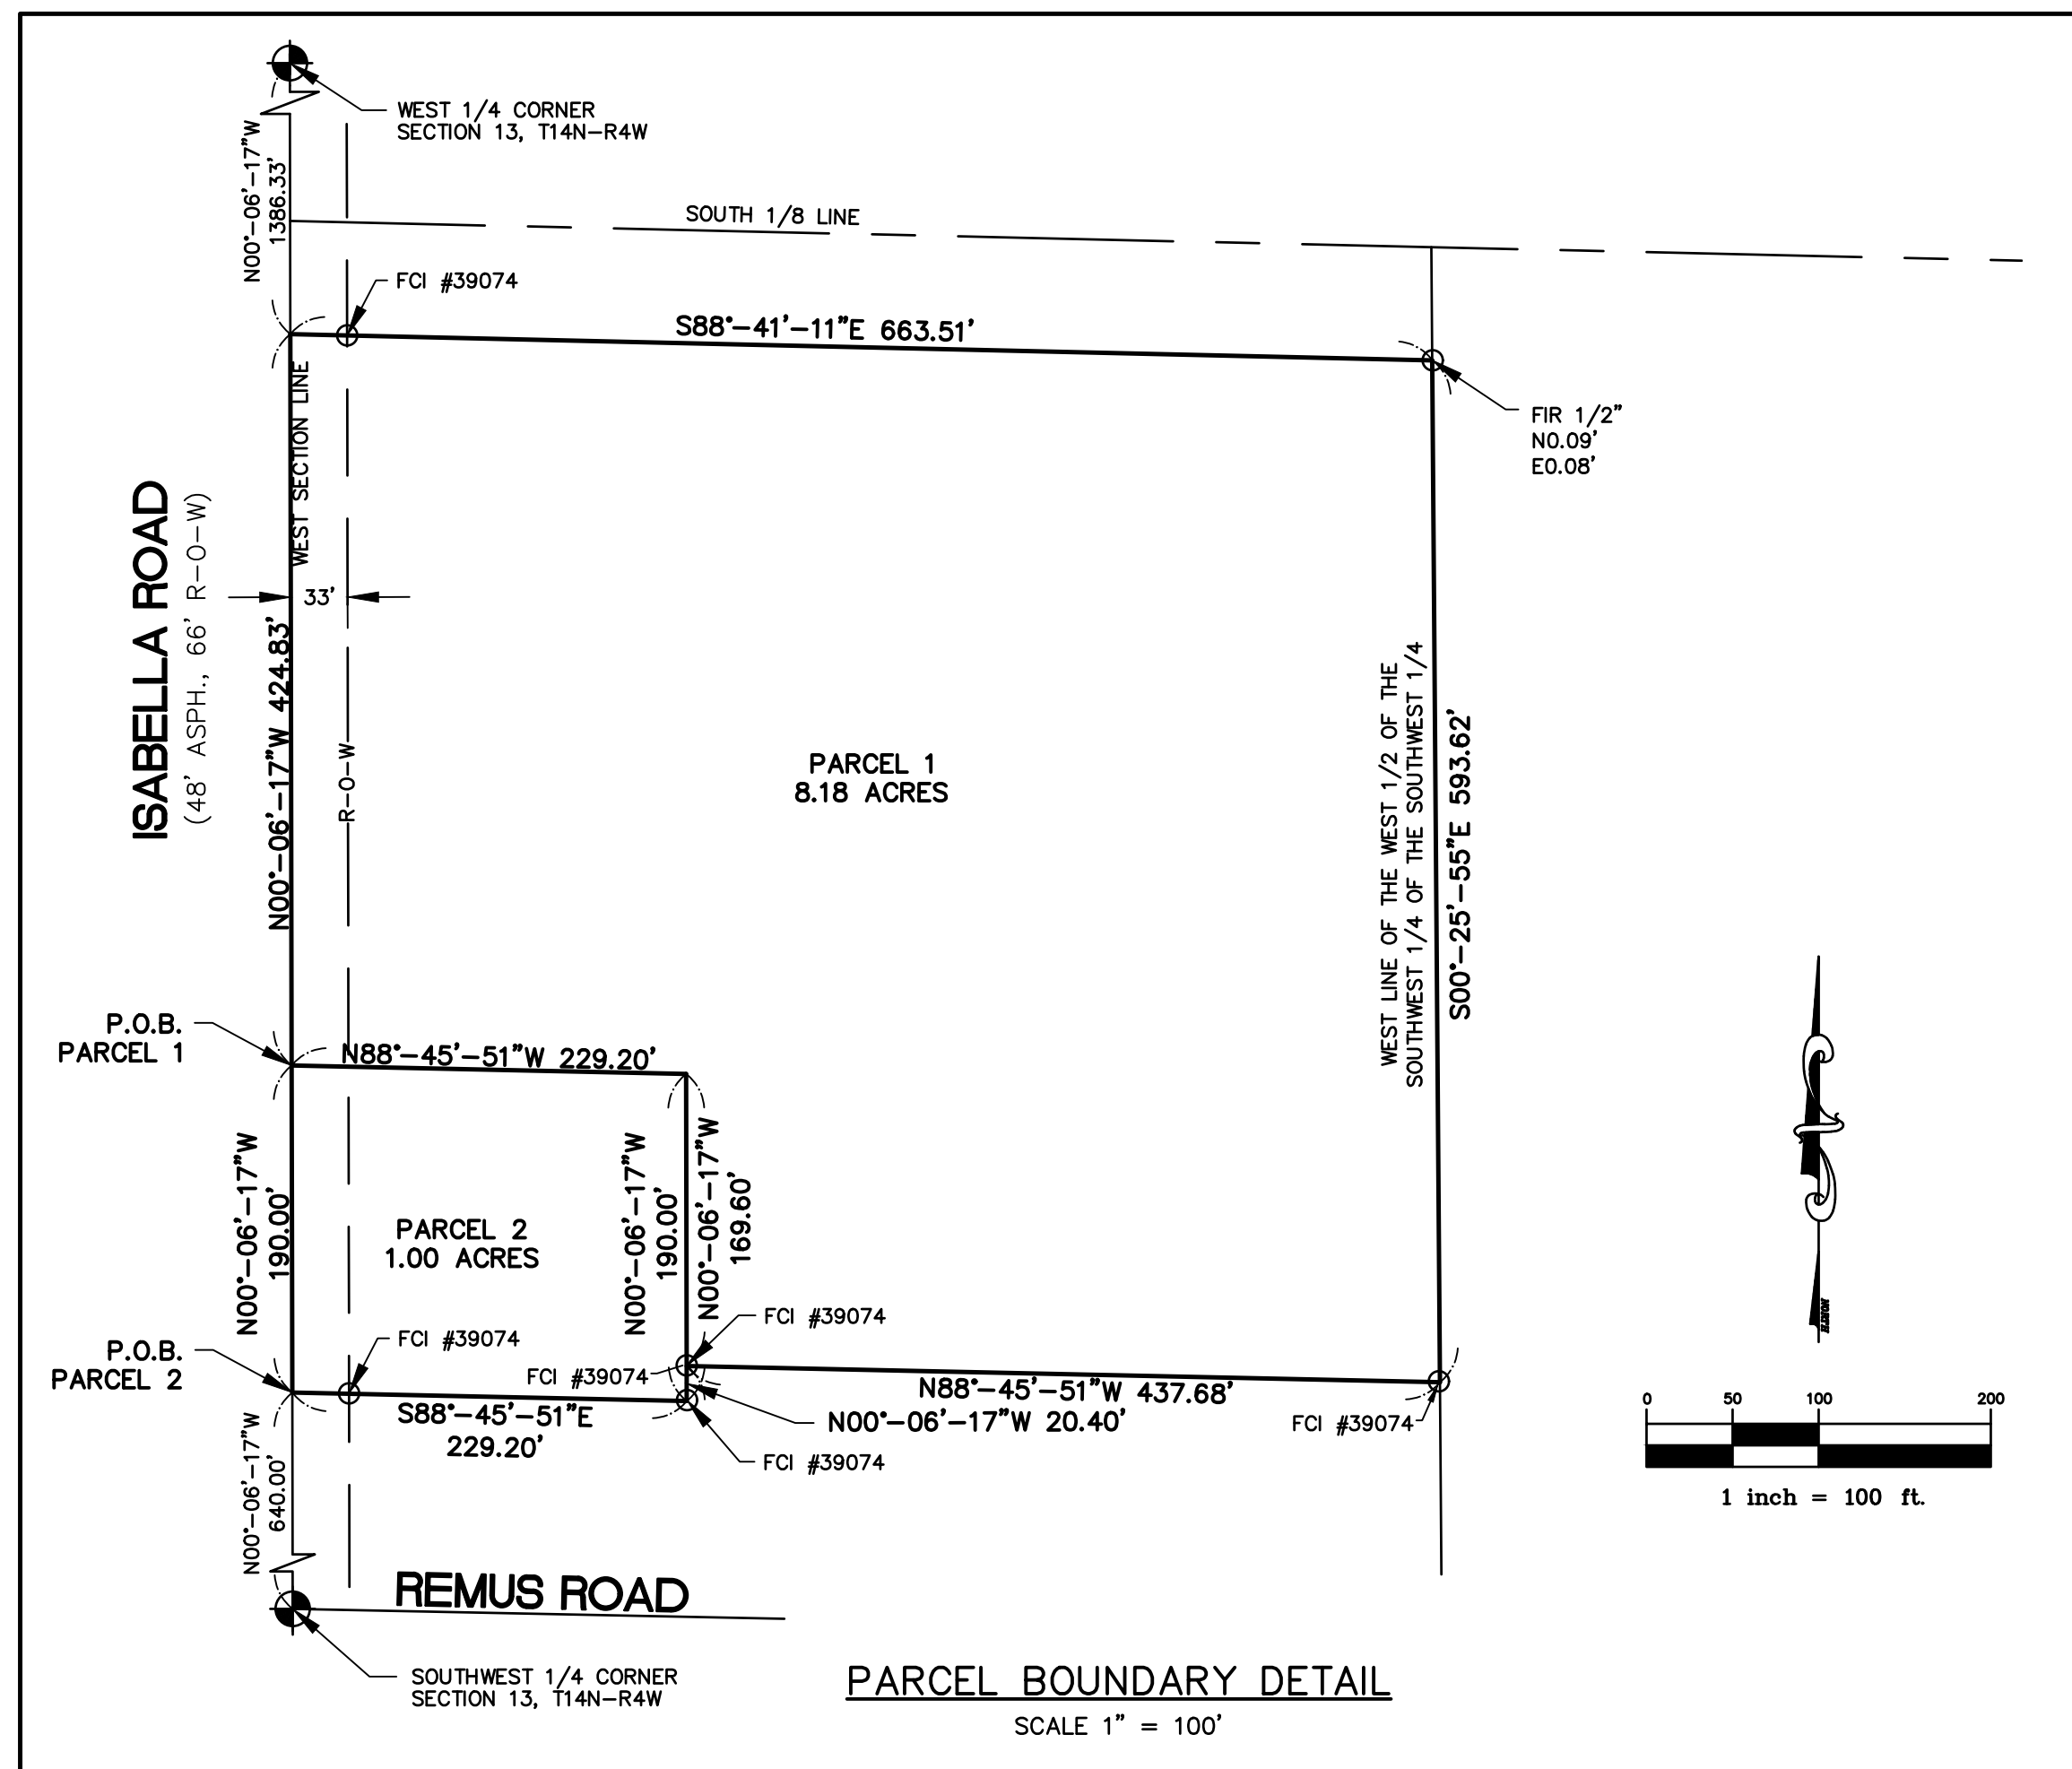 WEST 1/4 CORNER
SECTION 13, T14N-R4W
N00°-06'-17"W
1386.33'
SOUTH 1/8 LINE
FCI #39074
S88°-41'-11"E 663.51'
WEST SECTION LINE
FIR 1/2"
N0.09'
E0.08'
ISABELLA ROAD
(48' ASPH., 66' R-O-W)
33'
N00°-06'-17"W 424.83'
R-O-W
PARCEL 1
8.18 ACRES
WEST LINE OF THE WEST 1/2 OF THE
SOUTHWEST 1/4 OF THE SOUTHWEST 1/4
S00°-25'-55"E 593.62'
P.O.B.
PARCEL 1
N88°-45'-51"W 229.20'
N00°-06'-17"W
190.00'
PARCEL 2
1.00 ACRES
N00°-06'-17"W
190.00'
N00°-06'-17"W
169.60'
FCI #39074
FCI #39074
FCI #39074
P.O.B.
PARCEL 2
N88°-45'-51"W 437.68'
N00°-06'-17"W 20.40'
FCI #39074
S88°-45'-51"E
229.20'
FCI #39074
N00°-06'-17"W
640.00'
NORTH
0 50 100 200
1 inch = 100 ft.
REMUS ROAD
SOUTHWEST 1/4 CORNER
SECTION 13, T14N-R4W
PARCEL BOUNDARY DETAIL
SCALE 1" = 100'